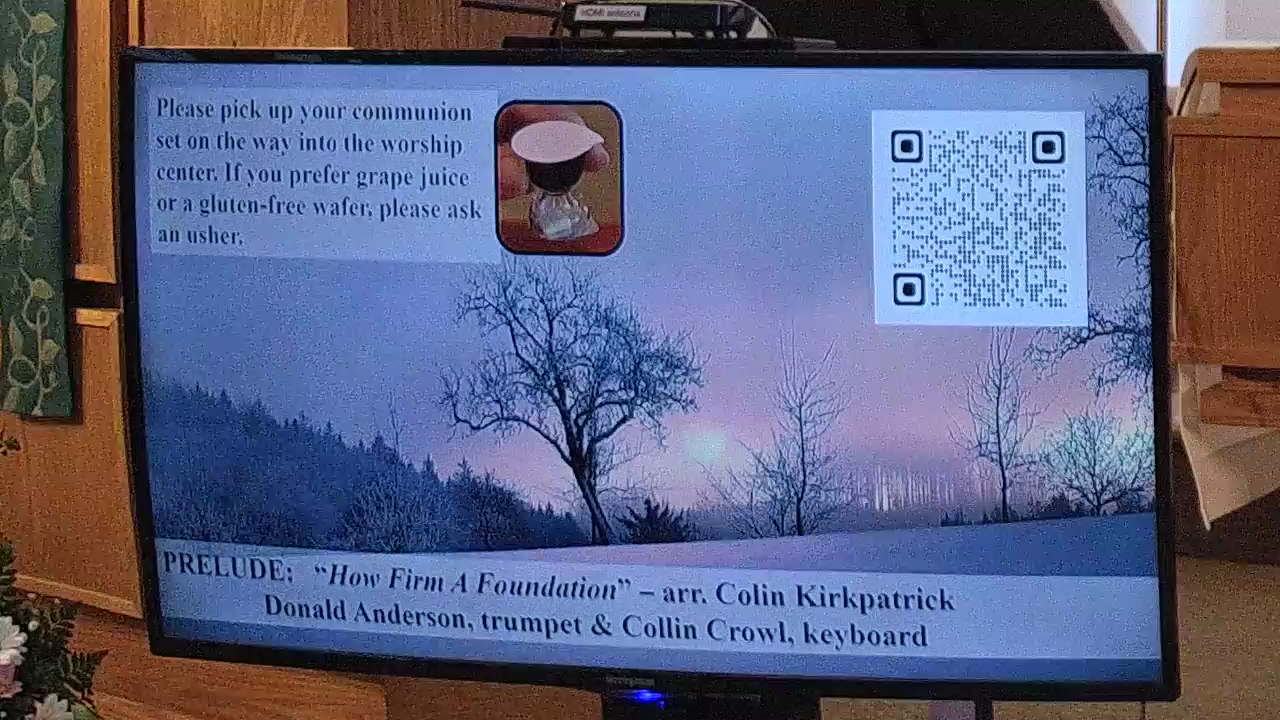 HDMI antenna
Please pick up your communion
set on the way into the worship
center. If you prefer grape juice
or a gluten-free wafer, please ask
an usher.
PRELUDE: “How Firm A Foundation” – arr. Colin Kirkpatrick
Donald Anderson, trumpet & Collin Crowl, keyboard